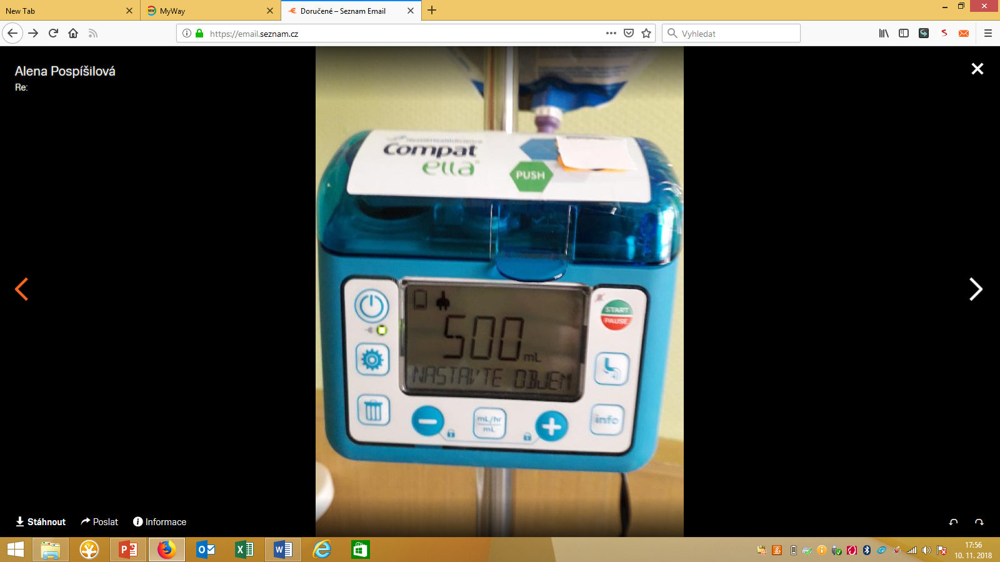 New Tab
MyWay
Doručené – Seznam Email
https://email.seznam.cz
Vyhledat
Alena Pospíšilová
Re:
Compat
ella
PUSH
START
PAUSE
500 mL
NASTAVTE OBJEM
mL/hr
mL
info
Stáhnout
Poslat
Informace
17:56
10. 11. 2018